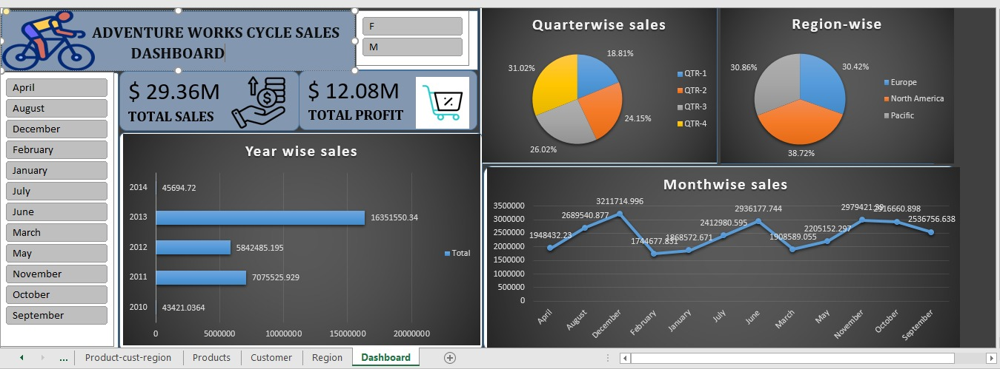 ADVENTURE WORKS CYCLE SALES
DASHBOARD
F
M
April
August
December
February
January
July
June
March
May
November
October
September
$ 29.36M
TOTAL SALES
$ 12.08M
TOTAL PROFIT
Year wise sales
2014
45694.72
2013
16351550.34
2012
5842485.195
2011
7075525.929
2010
43421.0364
0 5000000 10000000 15000000 20000000
Total
Quarterwise sales
18.81%
24.15%
26.02%
31.02%
QTR-1
QTR-2
QTR-3
QTR-4
Region-wise
30.42%
38.72%
30.86%
Europe
North America
Pacific
Monthwise sales
3500000
3000000
2500000
2000000
1500000
1000000
500000
0
1948432.23
2689540.877
3211714.996
1744677.831
1868572.671
2412980.595
2936177.744
1908589.055
2205152.297
2979421.39
2916660.898
2536756.638
April August December February January July June March May November October September
... Product-cust-region Products Customer Region Dashboard